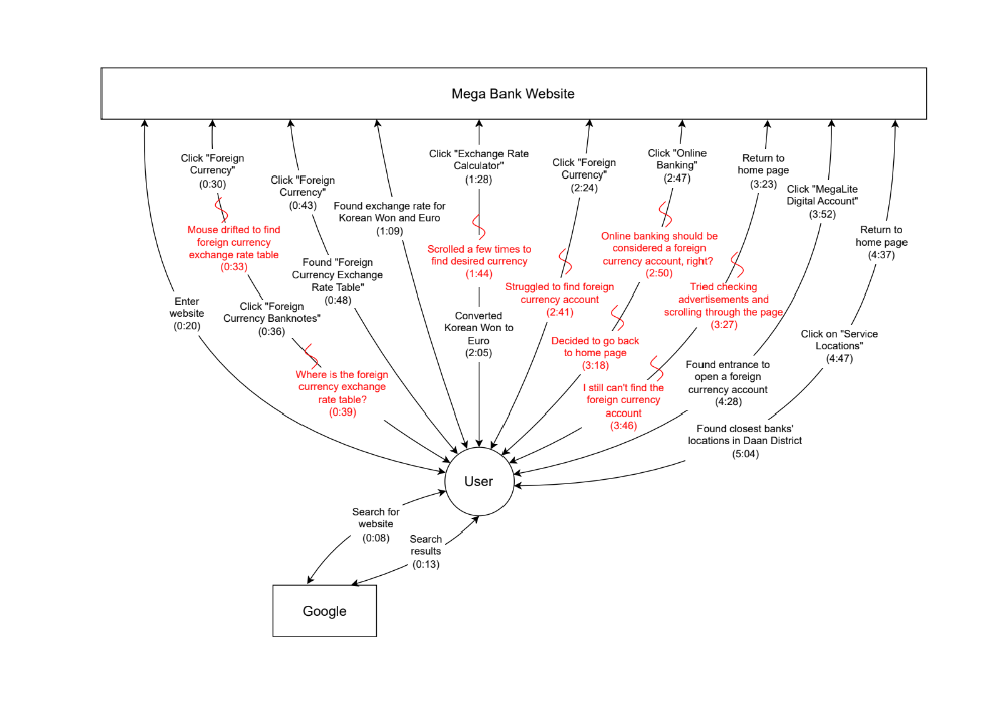 Mega Bank Website
Enter
website
(0:20)
Click "Foreign
Currency"
(0:30)
Mouse drifted to find
foreign currency
exchange rate table
(0:33)
Click "Foreign
Currency Banknotes"
(0:36)
Where is the foreign
currency exchange
rate table?
(0:39)
Click "Foreign
Currency"
(0:43)
Found "Foreign
Currency Exchange
Rate Table"
(0:48)
Found exchange rate for
Korean Won and Euro
(1:09)
Click "Exchange Rate
Calculator"
(1:28)
Scrolled a few times to
find desired currency
(1:44)
Converted
Korean Won to
Euro
(2:05)
Click "Foreign
Currency"
(2:24)
Struggled to find foreign
currency account
(2:41)
Click "Online
Banking"
(2:47)
Online banking should be
considered a foreign
currency account, right?
(2:50)
Decided to go back
to home page
(3:18)
Return to
home page
(3:23)
Tried checking
advertisements and
scrolling through the page
(3:27)
I still can't find the
foreign currency
account
(3:46)
Click "MegaLite
Digital Account"
(3:52)
Found entrance to
open a foreign
currency account
(4:28)
Return to
home page
(4:37)
Click on "Service
Locations"
(4:47)
Found closest banks'
locations in Daan District
(5:04)
User
Search for
website
(0:08)
Search
results
(0:13)
Google